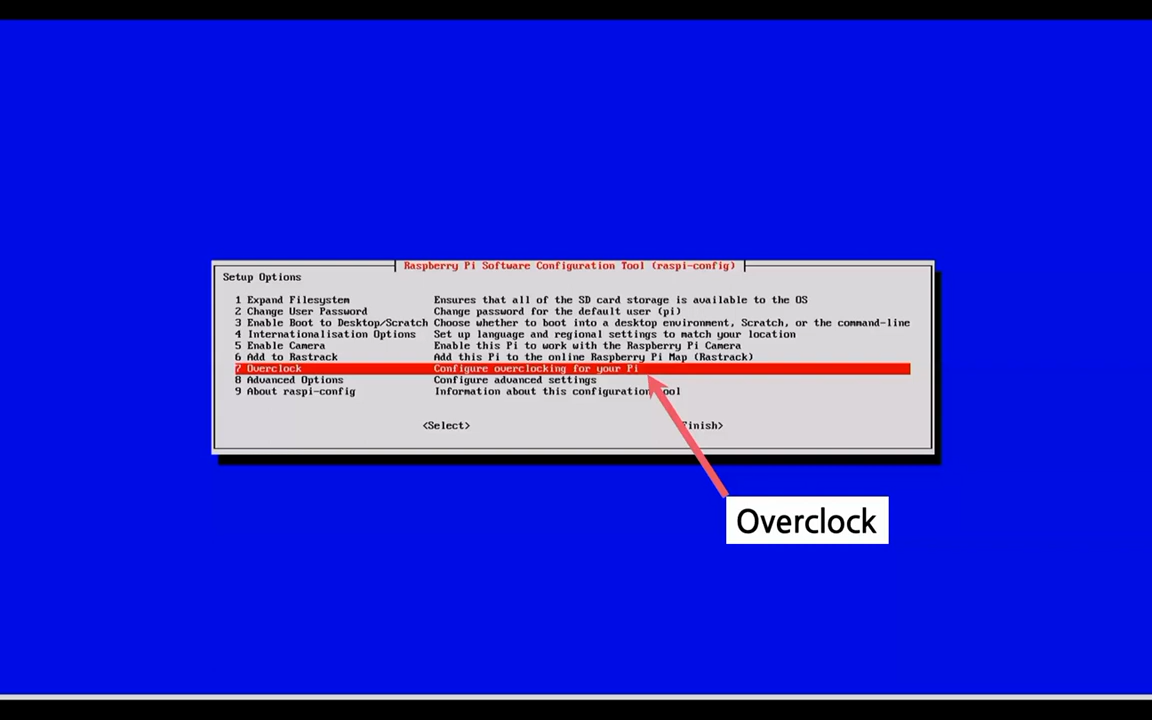 Raspberry Pi Software Configuration Tool (raspi-config)
Setup Options
1 Expand Filesystem Ensures that all of the SD card storage is available to the OS
2 Change User Password Change password for the default user (pi)
3 Enable Boot to Desktop/Scratch Choose whether to boot into a desktop environment, Scratch, or the command-line
4 Internationalisation Options Set up language and regional settings to match your location
5 Enable Camera Enable this Pi to work with the Raspberry Pi Camera
6 Add to Rastrack Add this Pi to the online Raspberry Pi Map (Rastrack)
7 Overclock Configure overclocking for your Pi
8 Advanced Options Configure advanced settings
9 About raspi-config Information about this configuration tool
<Select> <Finish>
Overclock